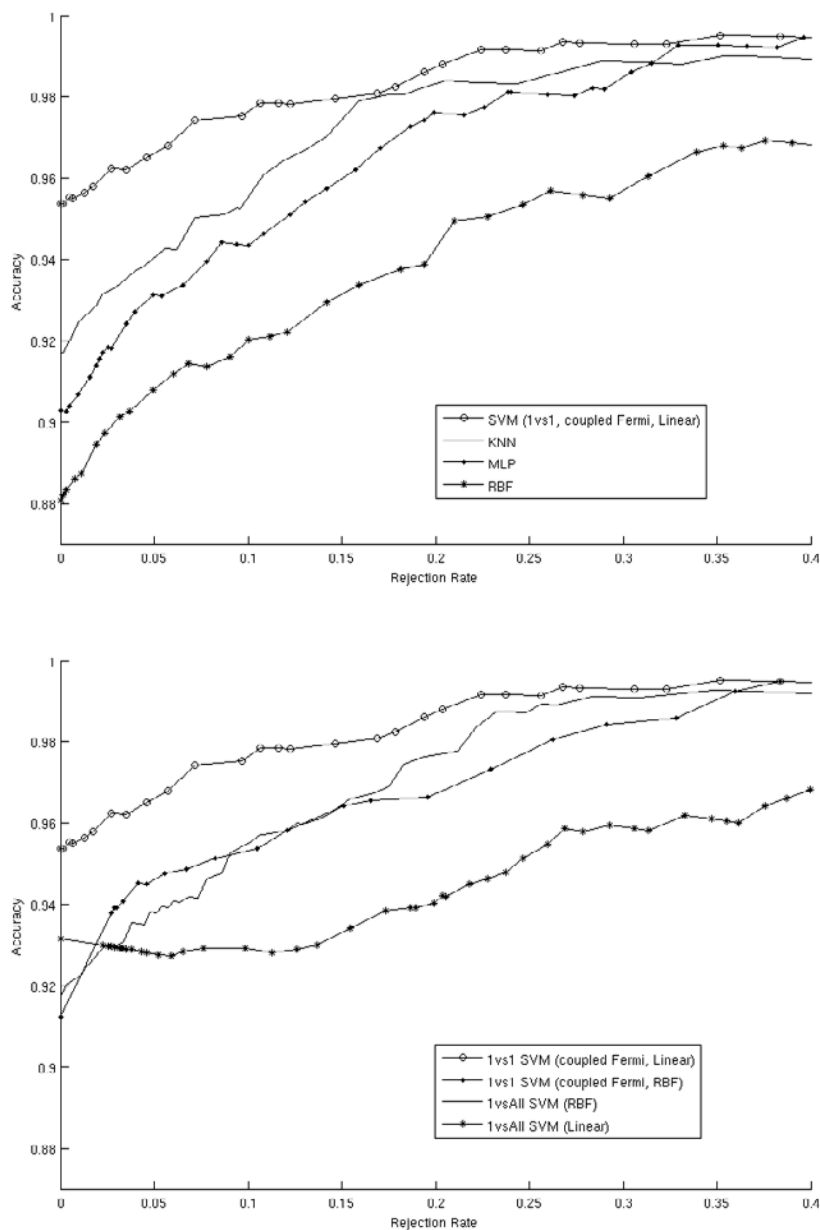 1
0.98
0.96
0.94
0.92
0.9
0.88
Accuracy
SVM (1vs1, coupled Fermi, Linear)
KNN
MLP
RBF
0 0.05 0.1 0.15 0.2 0.25 0.3 0.35 0.4
Rejection Rate
1
0.98
0.96
0.94
0.92
0.9
0.88
Accuracy
1vs1 SVM (coupled Fermi, Linear)
1vs1 SVM (coupled Fermi, RBF)
1vsAll SVM (RBF)
1vsAll SVM (Linear)
0 0.05 0.1 0.15 0.2 0.25 0.3 0.35 0.4
Rejection Rate